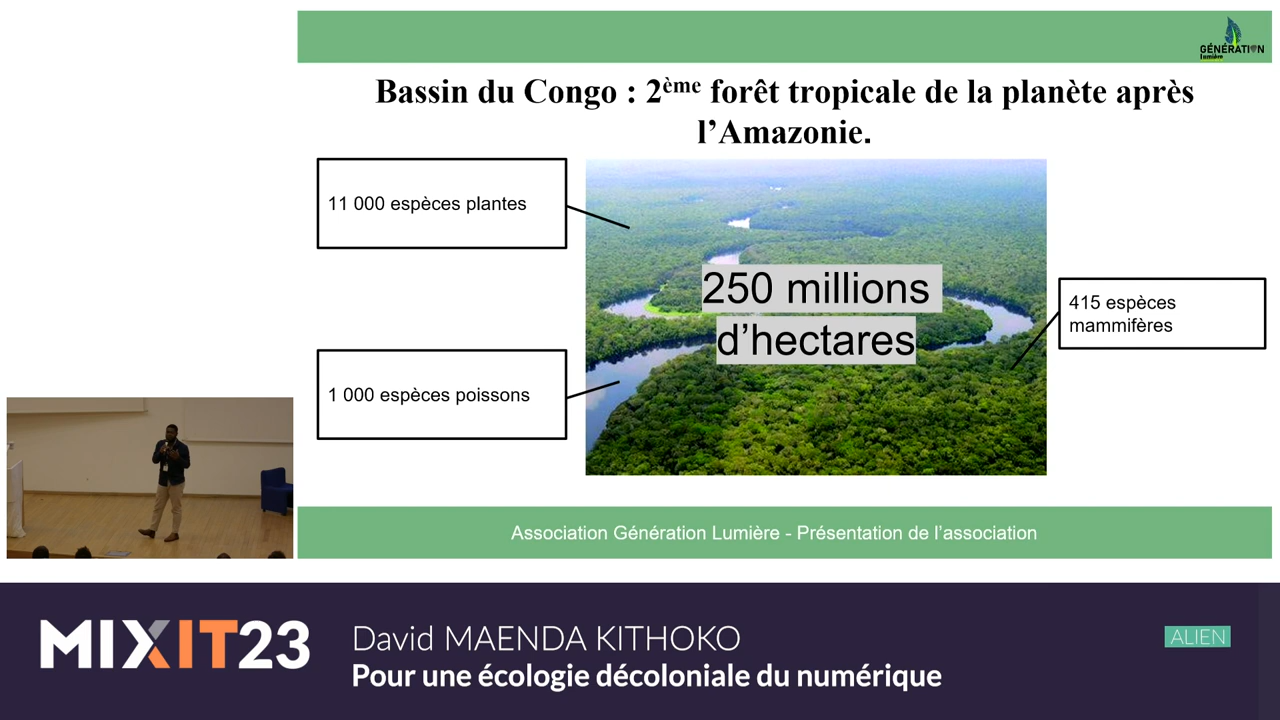 GÉNÉRATION
lumière
Bassin du Congo : 2ème forêt tropicale de la planète après
l’Amazonie.
11 000 espèces plantes
250 millions
d’hectares
415 espèces
mammifères
1 000 espèces poissons
Association Génération Lumière - Présentation de l’association
MIXIT23
David MAENDA KITHOKO
ALIEN
Pour une écologie décoloniale du numérique